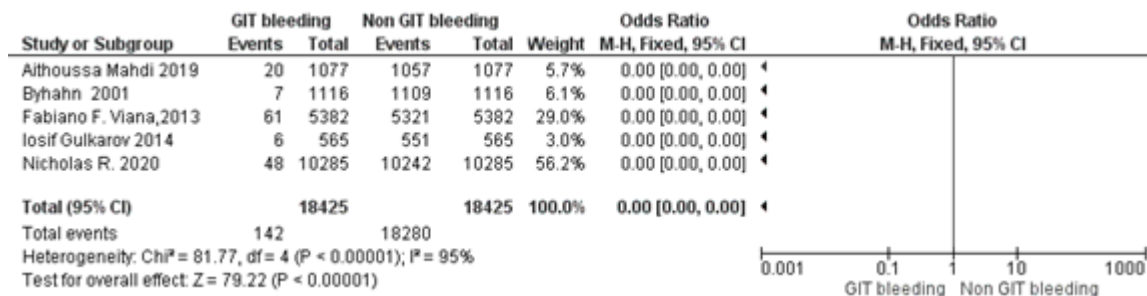 GIT bleeding Non GIT bleeding Odds Ratio Odds Ratio
Study or Subgroup Events Total Events Total Weight M-H, Fixed, 95% CI M-H, Fixed, 95% CI
Aithoussa Mahdi 2019 20 1077 1057 1077 5.7% 0.00 [0.00, 0.00]
Byhahn 2001 7 1116 1109 1116 6.1% 0.00 [0.00, 0.00]
Fabiano F. Viana,2013 61 5382 5321 5382 29.0% 0.00 [0.00, 0.00]
Iosif Gulkarov 2014 6 565 551 565 3.0% 0.00 [0.00, 0.00]
Nicholas R. 2020 48 10285 10242 10285 56.2% 0.00 [0.00, 0.00]
Total (95% CI) 18425 18425 100.0% 0.00 [0.00, 0.00]
Total events 142 18280
Heterogeneity: Chi² = 81.77, df = 4 (P < 0.00001); I² = 95%
Test for overall effect: Z = 79.22 (P < 0.00001)
0.001 0.1 1 10 1000
GIT bleeding Non GIT bleeding